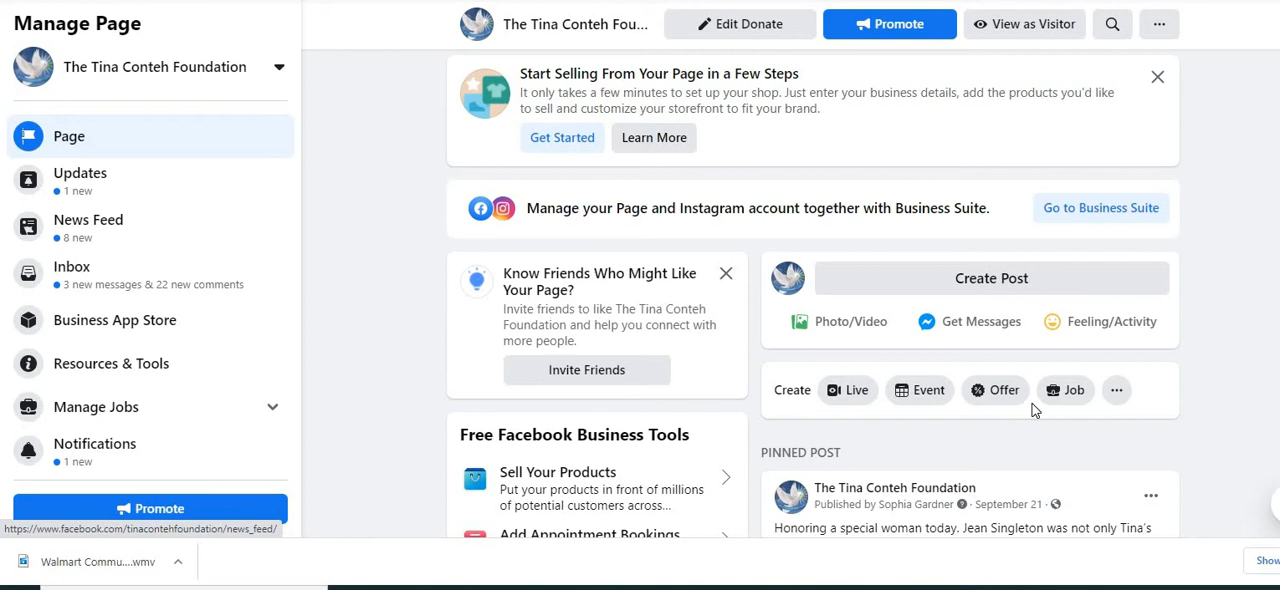 Manage Page
The Tina Conteh Foundation
Page
Updates
1 new
News Feed
8 new
Inbox
3 new messages & 22 new comments
Business App Store
Resources & Tools
Manage Jobs
Notifications
1 new
Promote
https://www.facebook.com/tinacontehfoundation/news_feed/
The Tina Conteh Fou...
Edit Donate
Promote
View as Visitor
Start Selling From Your Page in a Few Steps
It only takes a few minutes to set up your shop. Just enter your business details, add the products you'd like
to sell and customize your storefront to fit your brand.
Get Started
Learn More
Manage your Page and Instagram account together with Business Suite.
Go to Business Suite
Know Friends Who Might Like
Your Page?
Invite friends to like The Tina Conteh
Foundation and help you connect with
more people.
Invite Friends
Free Facebook Business Tools
Sell Your Products
Put your products in front of millions
of potential customers across...
Add Appointment Bookings
Create Post
Photo/Video
Get Messages
Feeling/Activity
Create
Live
Event
Offer
Job
PINNED POST
The Tina Conteh Foundation
Published by Sophia Gardner · September 21 ·
Honoring a special woman today. Jean Singleton was not only Tina's
Walmart Commu....wmv
Show